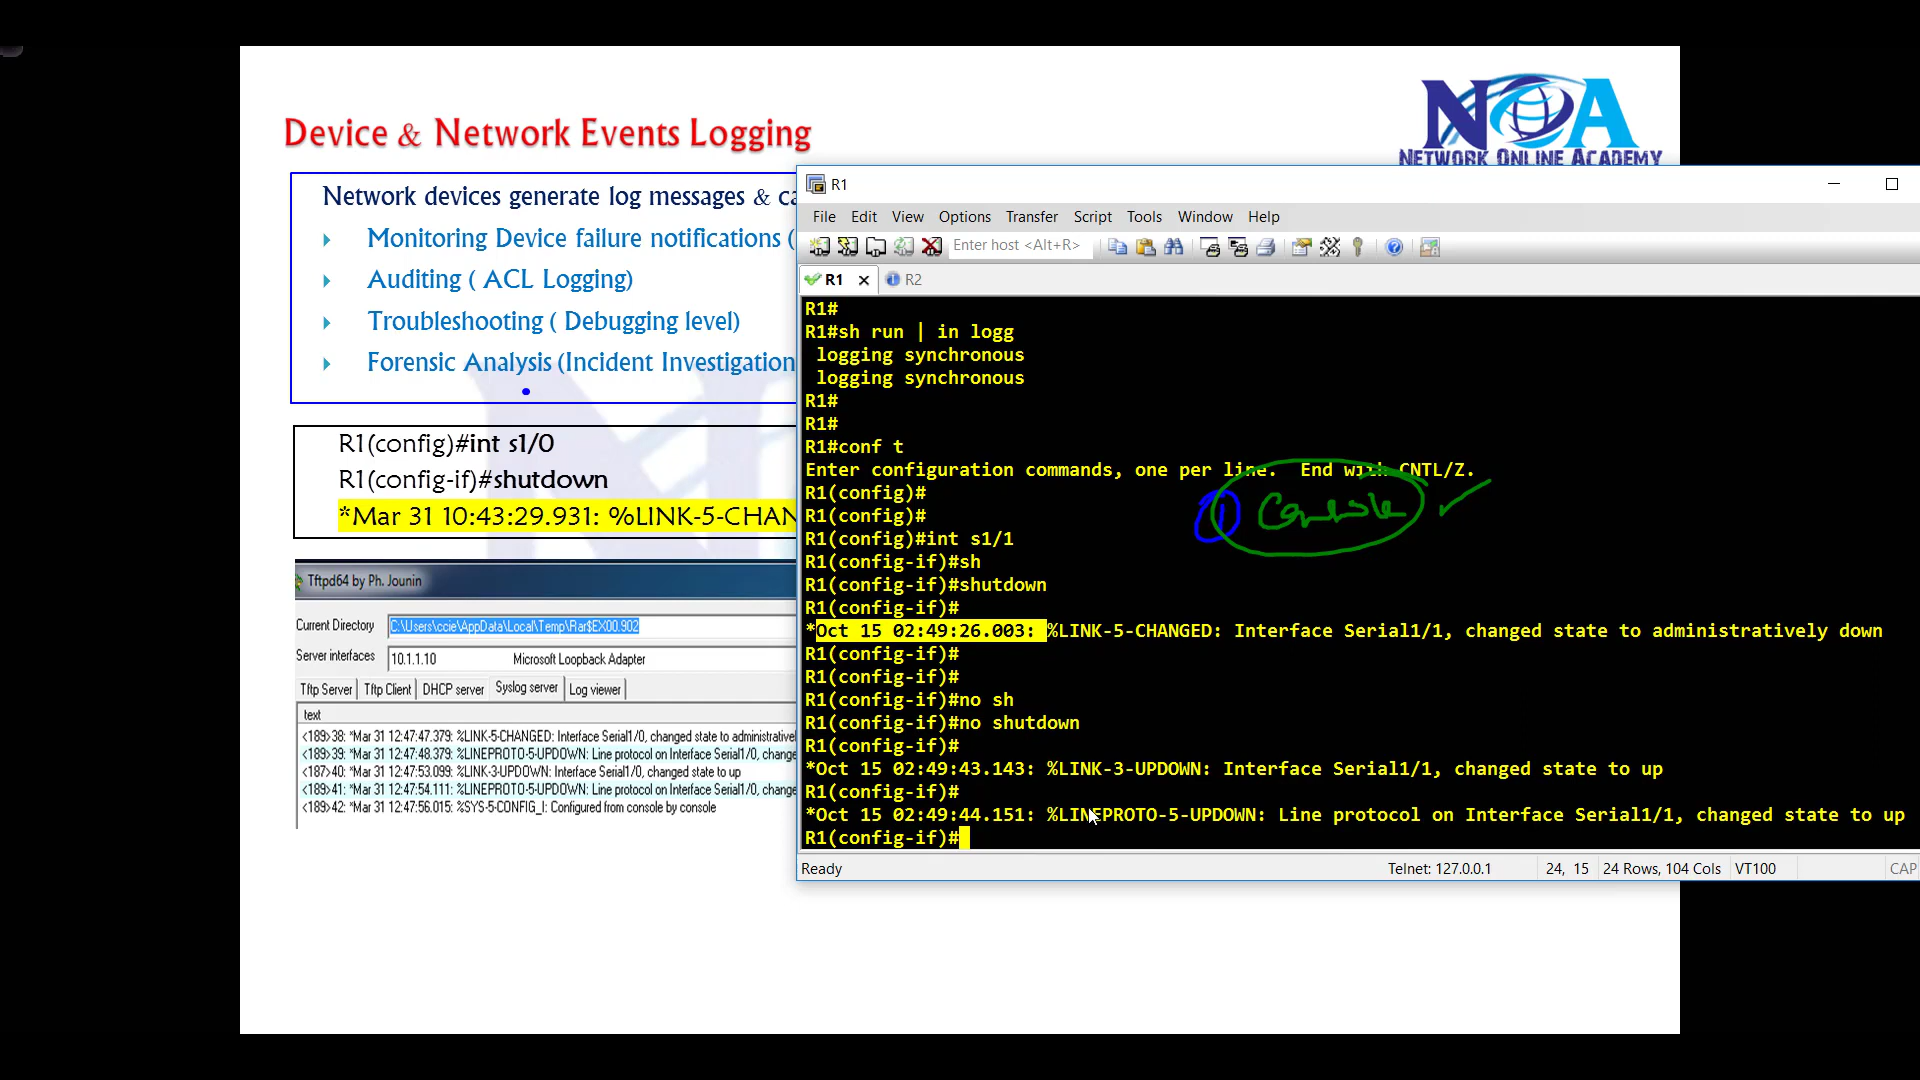 Device & Network Events Logging
NOA
NETWORK ONLINE ACADEMY
Network devices generate log messages & ca
Monitoring Device failure notifications (
Auditing ( ACL Logging)
Troubleshooting ( Debugging level)
Forensic Analysis (Incident Investigation
R1(config)#int s1/0
R1(config-if)#shutdown
*Mar 31 10:43:29.931: %LINK-5-CHAN
Tftpd64 by Ph. Jounin
Current Directory C:\Users\ccie\AppData\Local\Temp\Rar$EX00.902
Server interfaces 10.1.1.10 Microsoft Loopback Adapter
Tftp Server Tftp Client DHCP server Syslog server Log viewer
text
<189>38: *Mar 31 12:47:47.379: %LINK-5-CHANGED: Interface Serial1/0, changed state to administrativel
<189>39: *Mar 31 12:47:48.379: %LINEPROTO-5-UPDOWN: Line protocol on Interface Serial1/0, change
<187>40: *Mar 31 12:47:53.099: %LINK-3-UPDOWN: Interface Serial1/0, changed state to up
<189>41: *Mar 31 12:47:54.111: %LINEPROTO-5-UPDOWN: Line protocol on Interface Serial1/0, change
<189>42: *Mar 31 12:47:56.015: %SYS-5-CONFIG_I: Configured from console by console
R1
File Edit View Options Transfer Script Tools Window Help
Enter host <Alt+R>
R1 R2
R1#
R1#sh run | in logg
logging synchronous
logging synchronous
R1#
R1#
R1#conf t
Enter configuration commands, one per line. End with CNTL/Z.
R1(config)#
R1(config)#
R1(config)#int s1/1
R1(config-if)#sh
R1(config-if)#shutdown
R1(config-if)#
*Oct 15 02:49:26.003: %LINK-5-CHANGED: Interface Serial1/1, changed state to administratively down
R1(config-if)#
R1(config-if)#
R1(config-if)#no sh
R1(config-if)#no shutdown
R1(config-if)#
*Oct 15 02:49:43.143: %LINK-3-UPDOWN: Interface Serial1/1, changed state to up
R1(config-if)#
*Oct 15 02:49:44.151: %LINEPROTO-5-UPDOWN: Line protocol on Interface Serial1/1, changed state to up
R1(config-if)#
1 Console
Ready Telnet: 127.0.0.1 24, 15 24 Rows, 104 Cols VT100 CAP